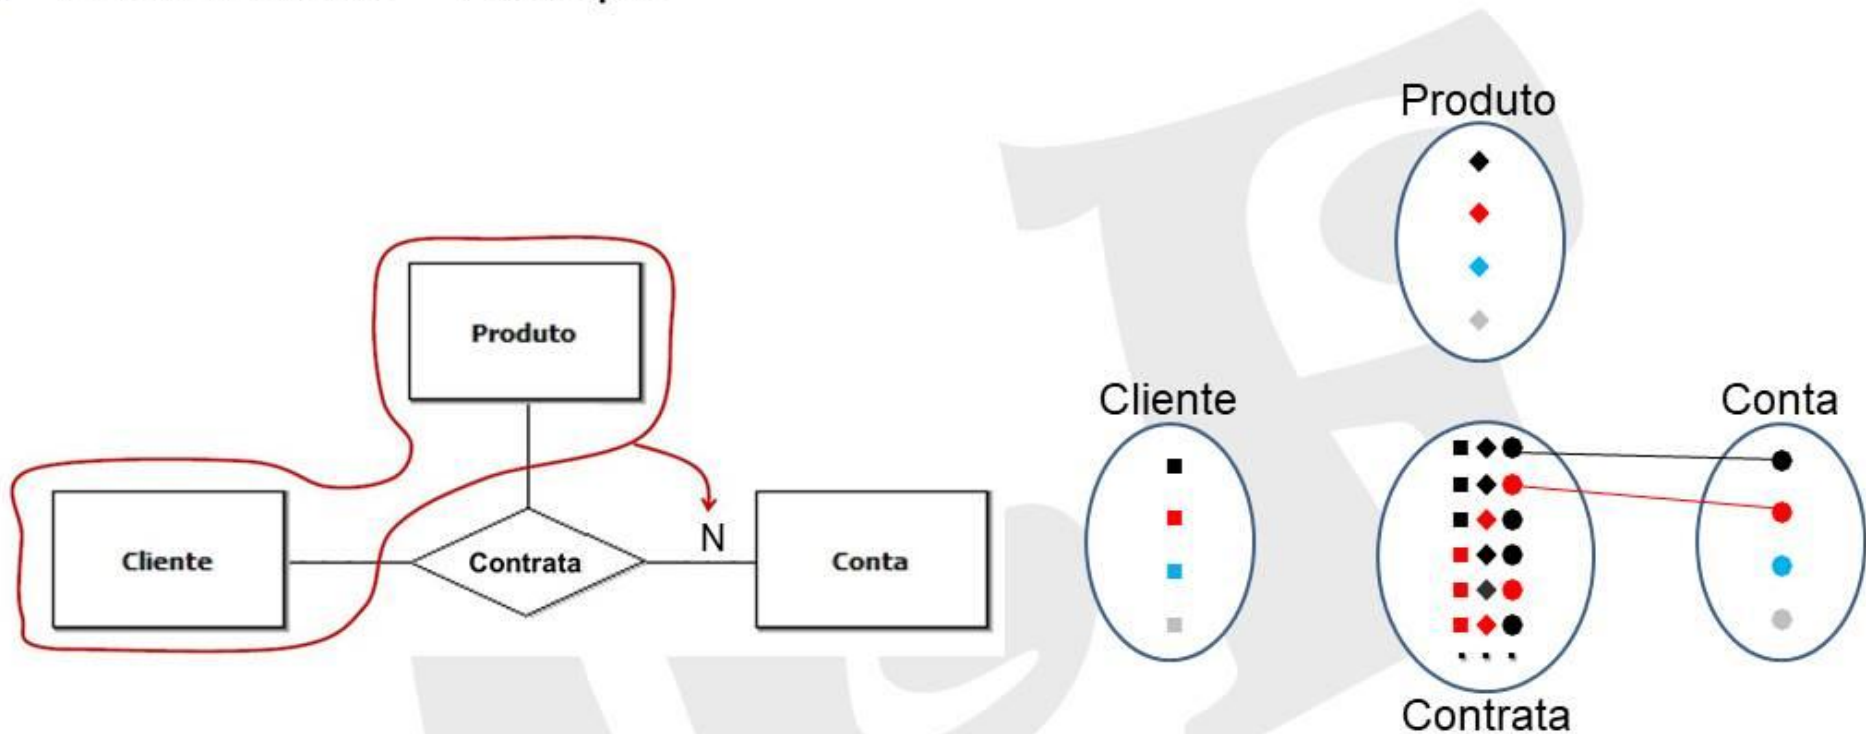 Produto
Cliente
Contrata
N
Conta
Produto
Cliente
Conta
. . .
Contrata